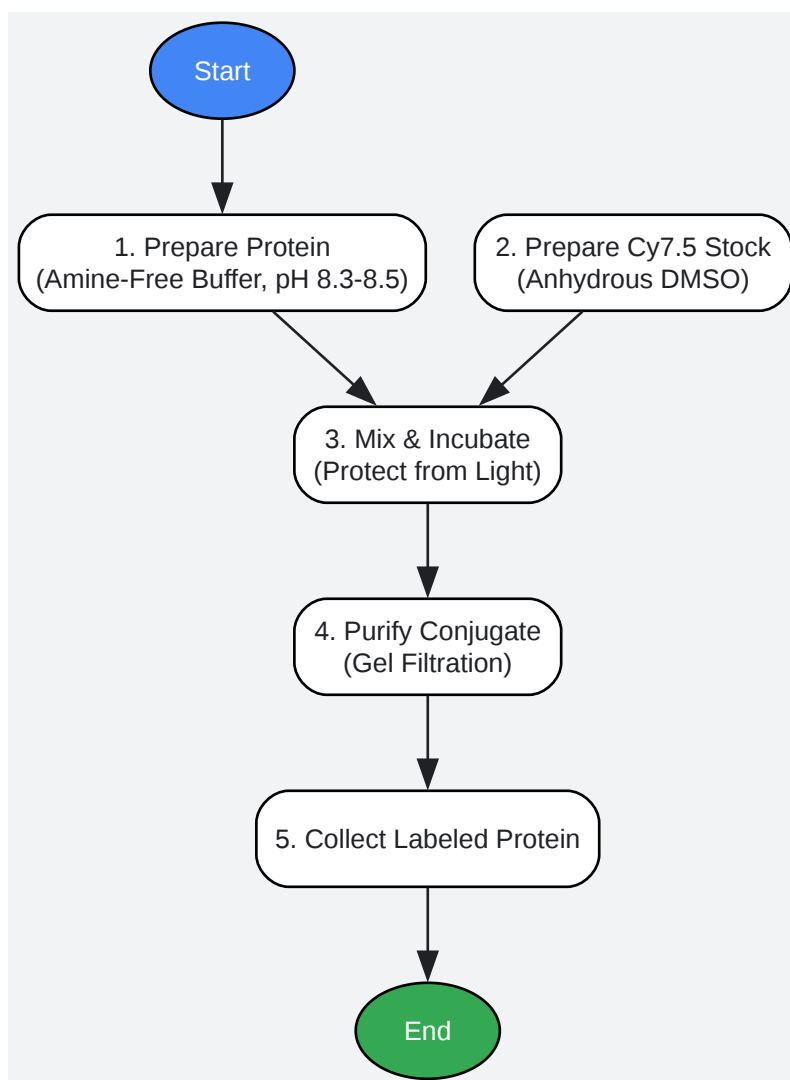 Start
1. Prepare Protein
(Amine-Free Buffer, pH 8.3-8.5)
2. Prepare Cy7.5 Stock
(Anhydrous DMSO)
3. Mix & Incubate
(Protect from Light)
4. Purify Conjugate
(Gel Filtration)
5. Collect Labeled Protein
End